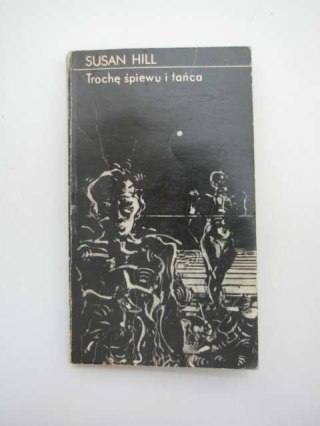 SUSAN HILL
Trochę śpiewu i tańca